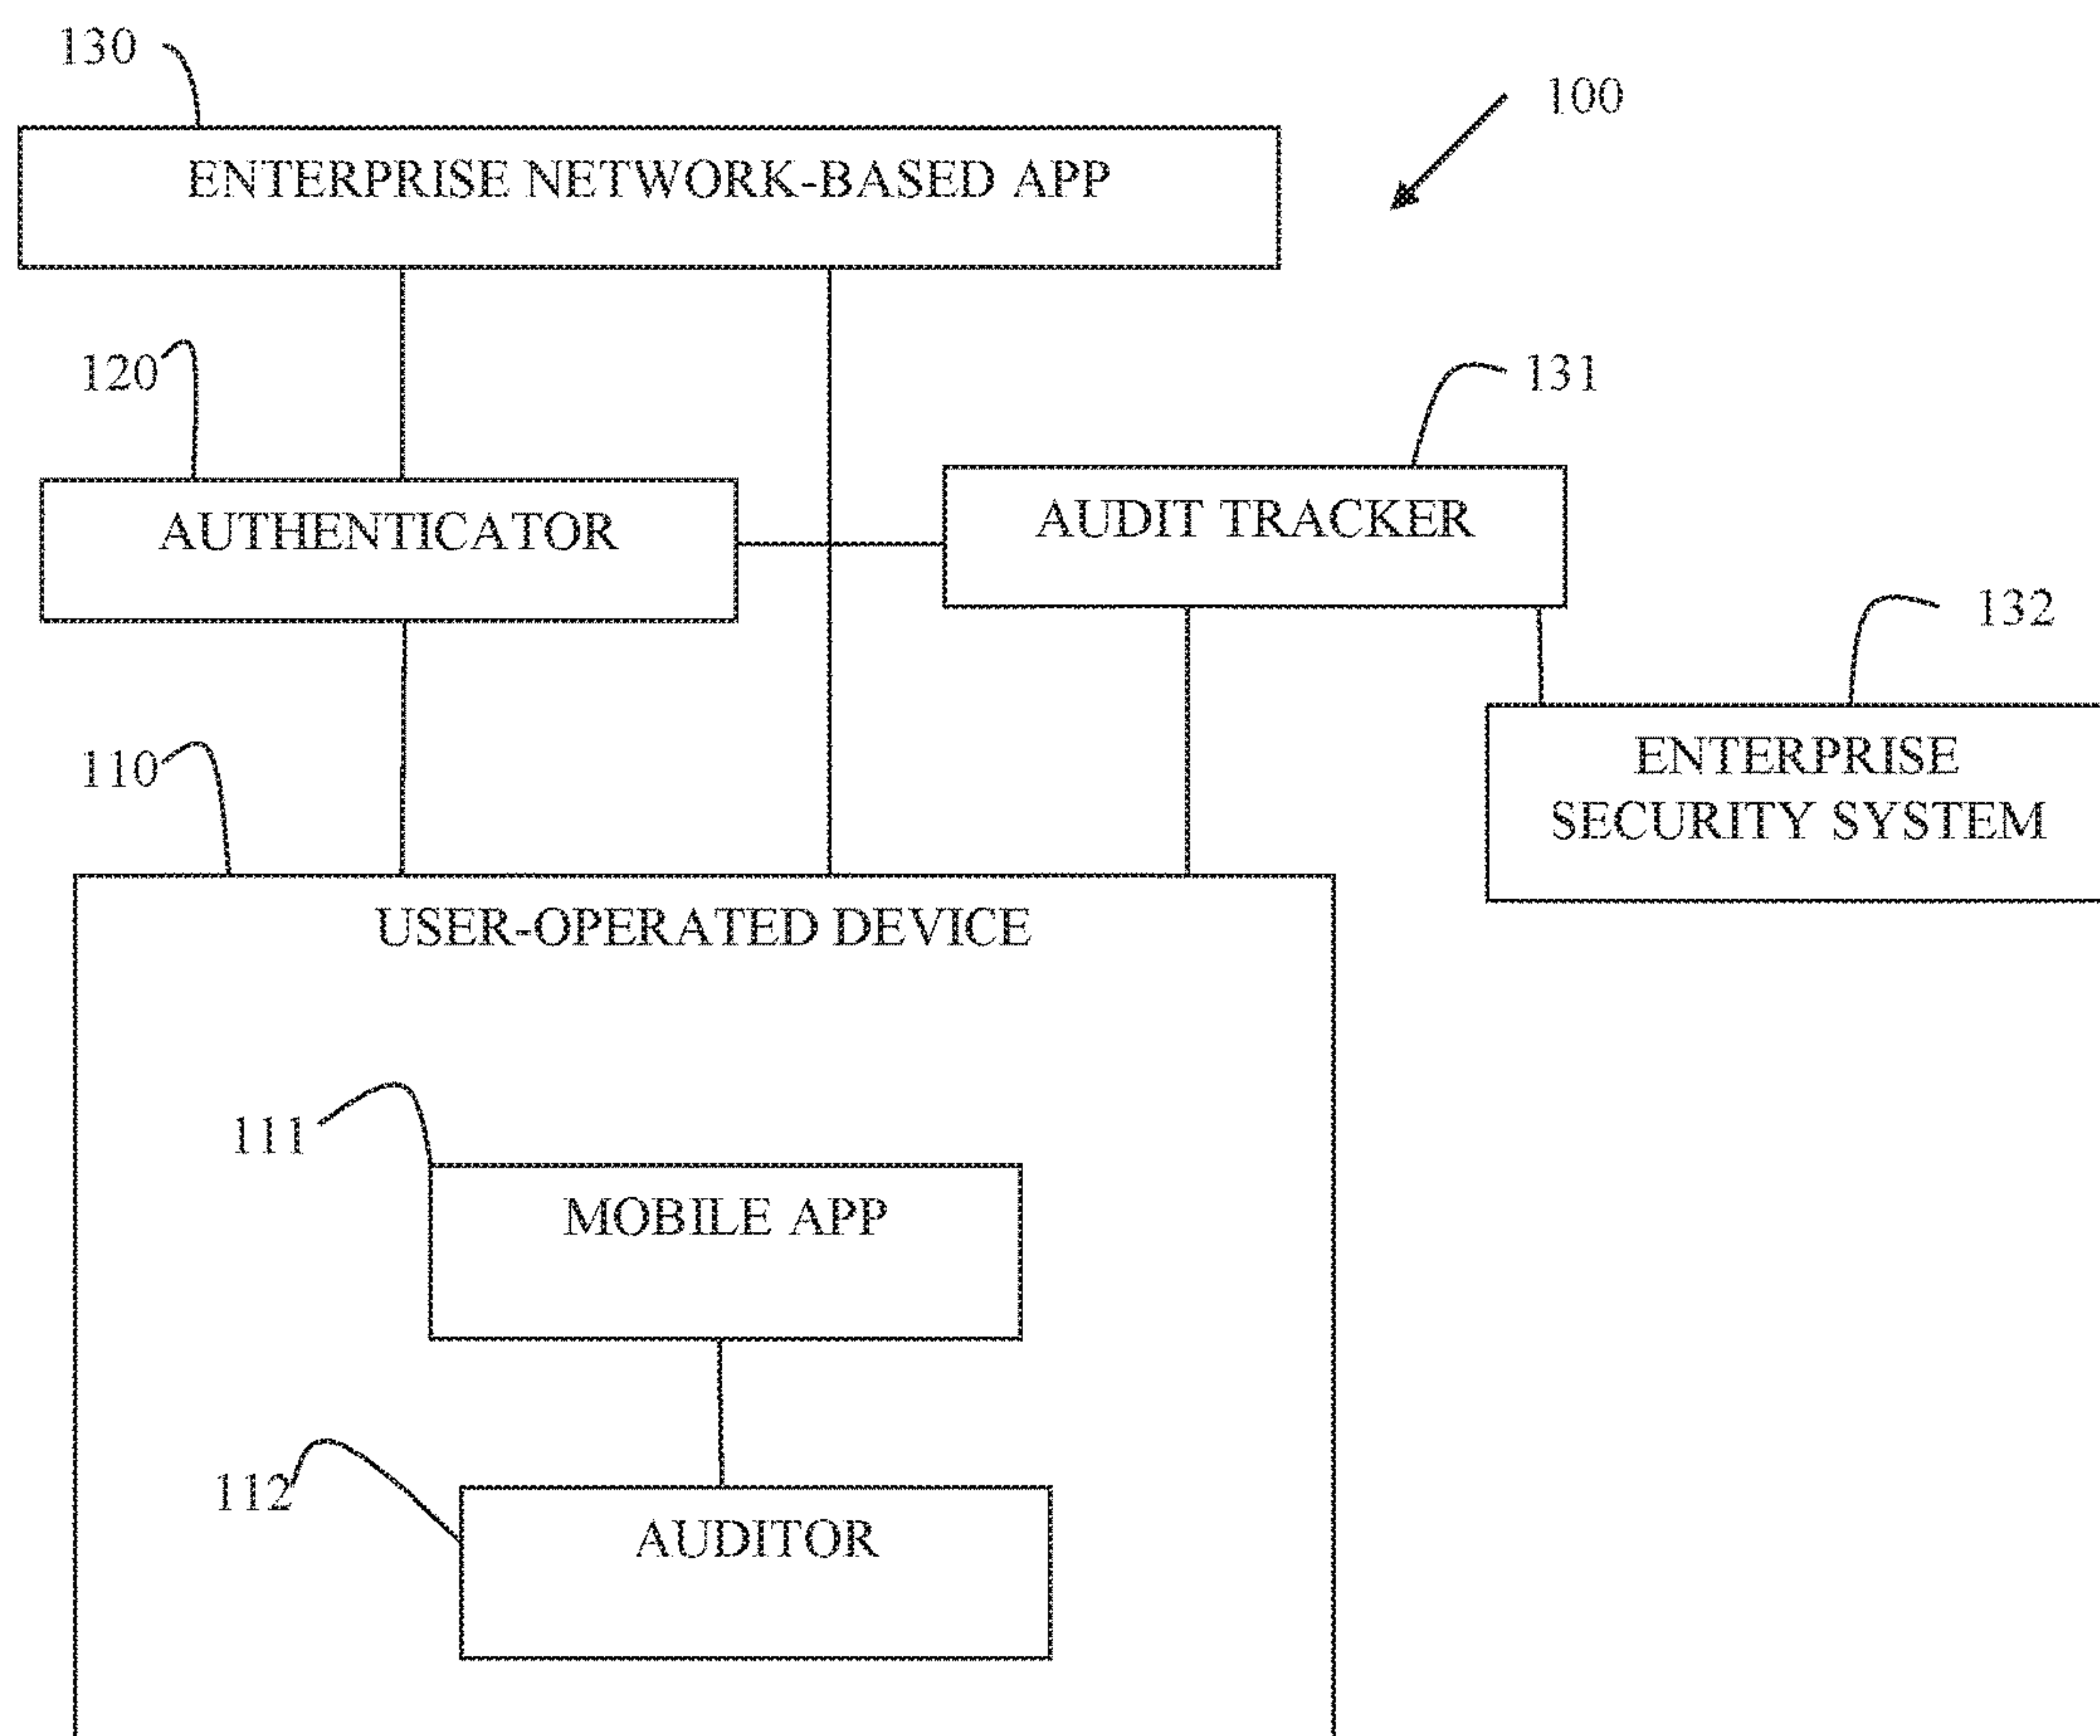 130
100
ENTERPRISE NETWORK-BASED APP
120
131
AUTHENTICATOR
AUDIT TRACKER
132
110
ENTERPRISE
SECURITY SYSTEM
USER-OPERATED DEVICE
111
MOBILE APP
112
AUDITOR